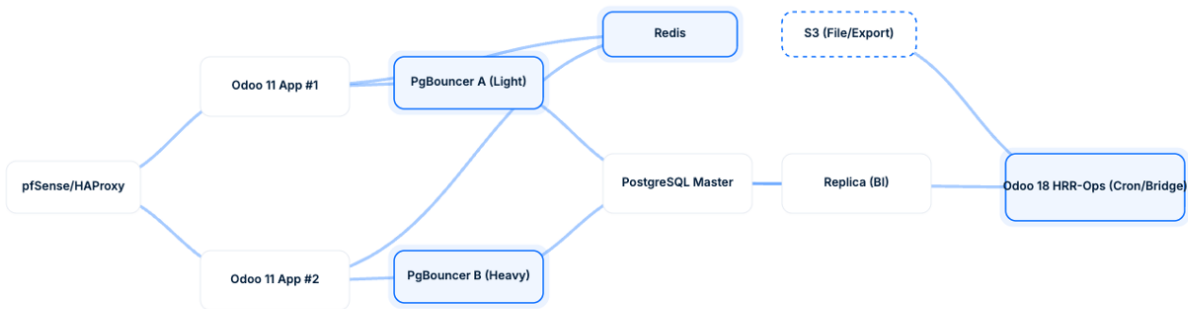 Redis
S3 (File/Export)
Odoo 11 App #1
PgBouncer A (Light)
pfSense/HAProxy
PostgreSQL Master
Replica (BI)
Odoo 18 HRR-Ops (Cron/Bridge)
Odoo 11 App #2
PgBouncer B (Heavy)